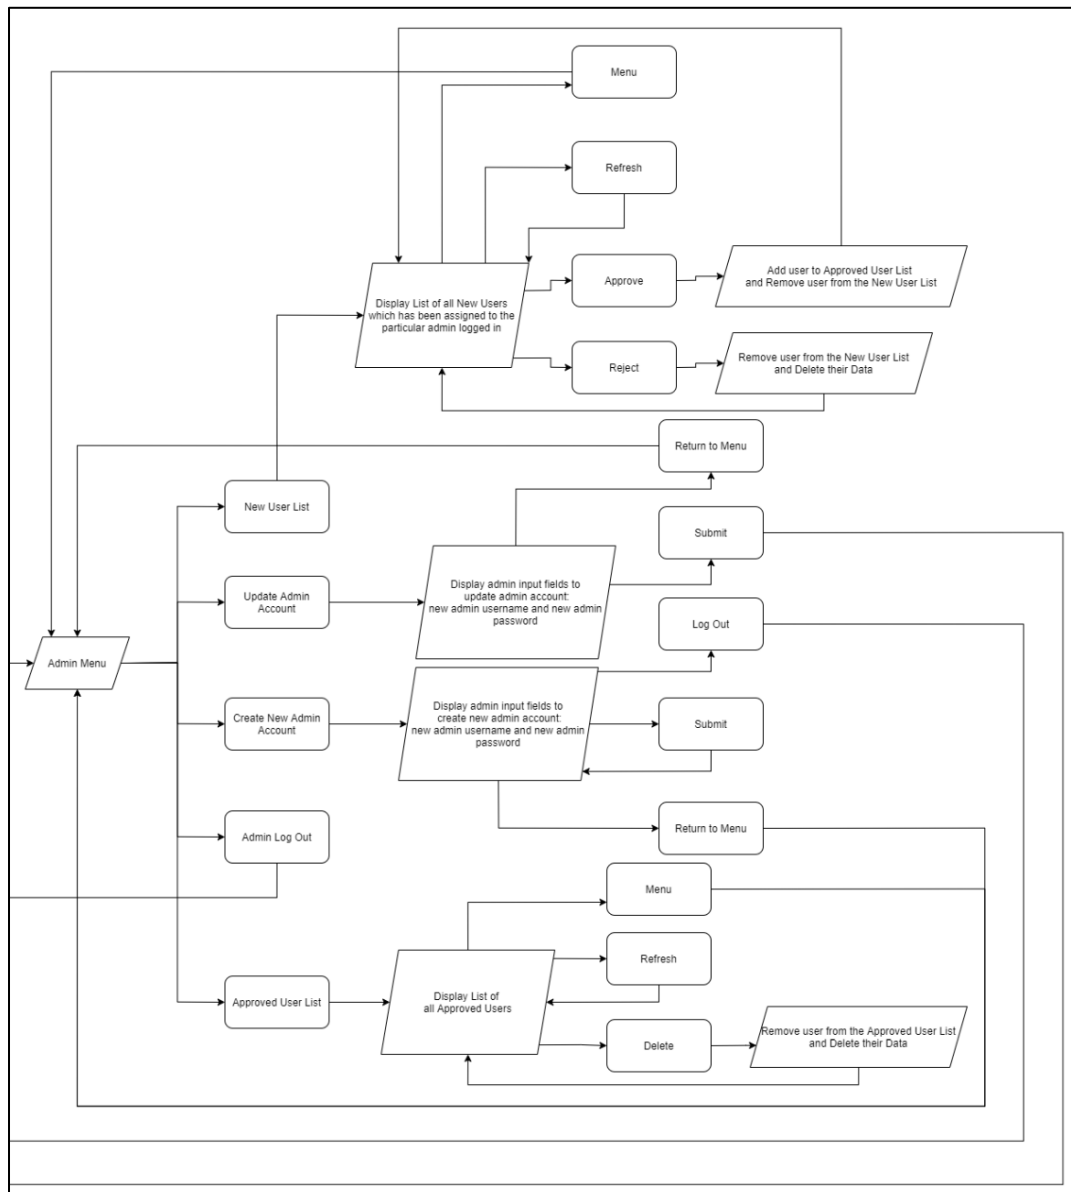 Menu
Refresh
Approve
Add user to Approved User List
and Remove user from the New User List
Display List of all New Users
which has been assigned to the
particular admin logged in
Reject
Remove user from the New User List
and Delete their Data
Return to Menu
New User List
Submit
Display admin input fields to
update admin account:
new admin username and new admin
password
Update Admin
Account
Log Out
Admin Menu
Display admin input fields to
create new admin account:
new admin username and new admin
password
Create New Admin
Account
Submit
Admin Log Out
Return to Menu
Menu
Refresh
Approved User List
Display List of
all Approved Users
Delete
Remove user from the Approved User List
and Delete their Data